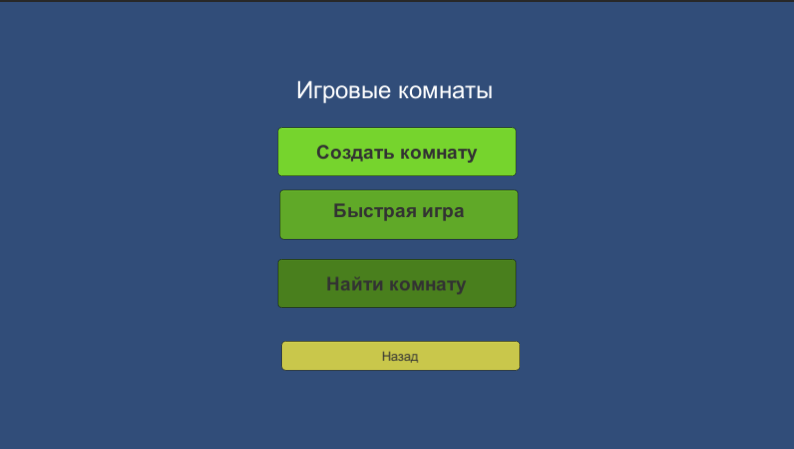 Игровые комнаты
Создать комнату
Быстрая игра
Найти комнату
Назад